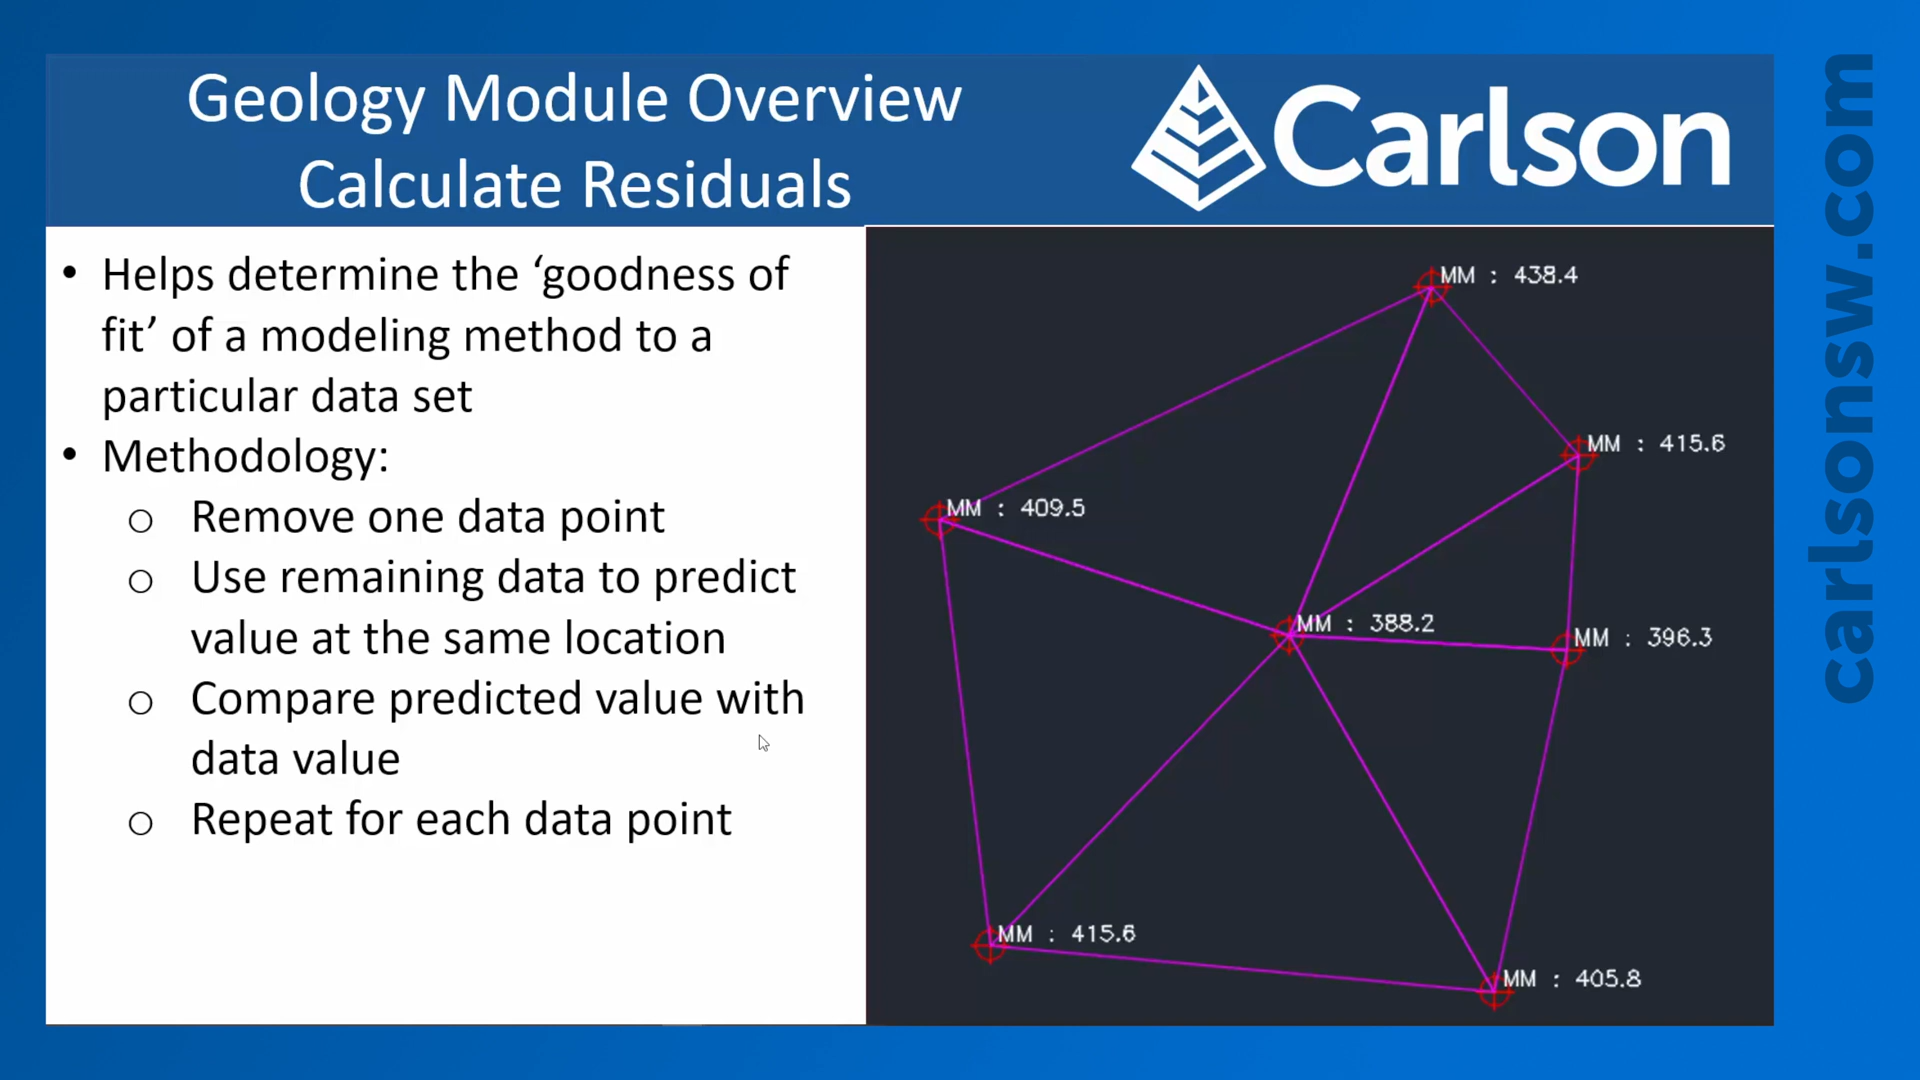 Geology Module Overview
Calculate Residuals
Carlson
carlsonsw.com
• Helps determine the ‘goodness of
fit’ of a modeling method to a
particular data set
• Methodology:
o Remove one data point
o Use remaining data to predict
value at the same location
o Compare predicted value with
data value
o Repeat for each data point
MM : 438.4
MM : 415.6
MM : 409.5
MM : 388.2
MM : 396.3
MM : 415.6
MM : 405.8